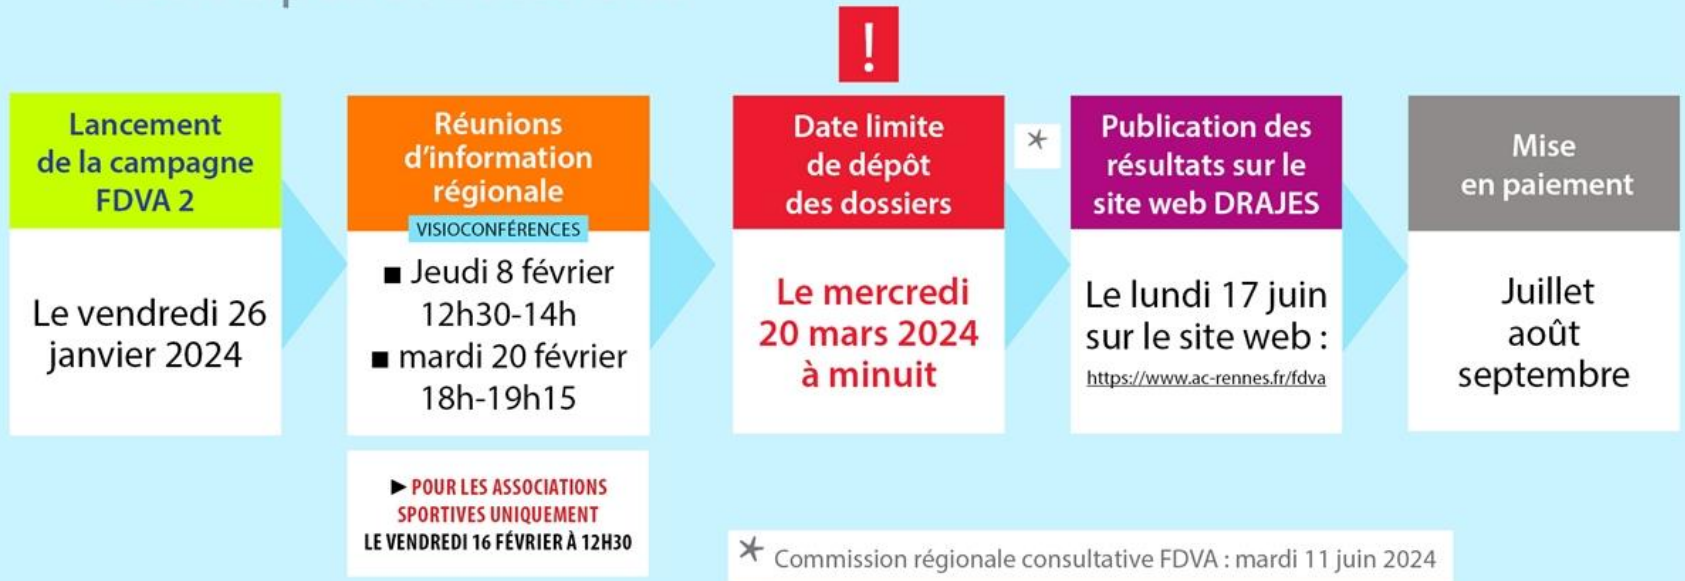 !
Lancement
de la campagne
FDVA 2
Le vendredi 26
janvier 2024
Réunions
d’information
régionale
VISIOCONFÉRENCES
■ Jeudi 8 février
12h30-14h
■ mardi 20 février
18h-19h15
► POUR LES ASSOCIATIONS
SPORTIVES UNIQUEMENT
LE VENDREDI 16 FÉVRIER À 12H30
Date limite
de dépôt
des dossiers
Le mercredi
20 mars 2024
à minuit
*
Publication des
résultats sur le
site web DRAJES
Le lundi 17 juin
sur le site web :
https://www.ac-rennes.fr/fdva
Mise
en paiement
Juillet
août
septembre
* Commission régionale consultative FDVA : mardi 11 juin 2024